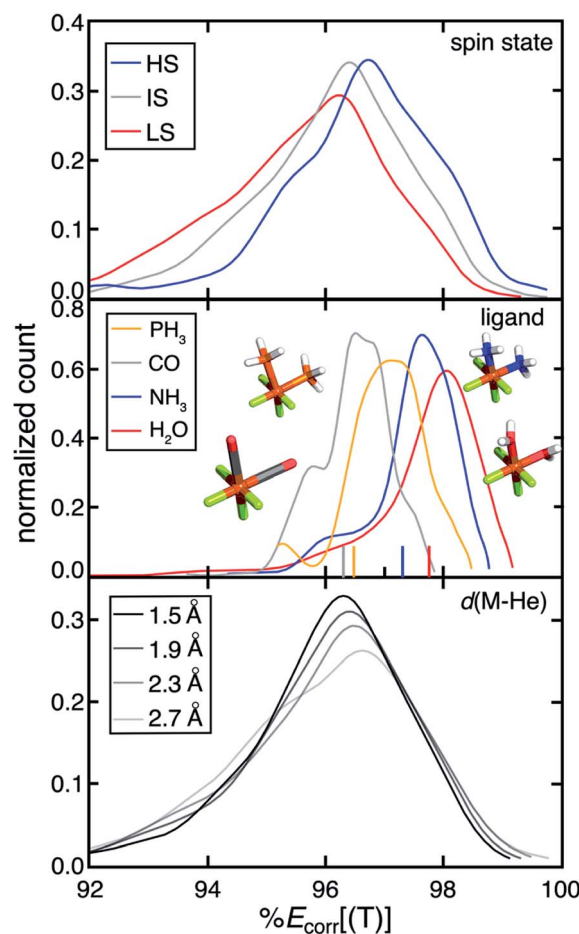 0.4
spin state
HS
IS
LS
0.3
0.2
0.1
0.0
0.8
ligand
PH3
CO
NH3
H2O
0.6
0.4
0.2
0.0
normalized count
d(M-He)
1.5 Å
1.9 Å
2.3 Å
2.7 Å
0.3
0.2
0.1
0.0
92 94 96 98 100
%Ecorr[(T)]